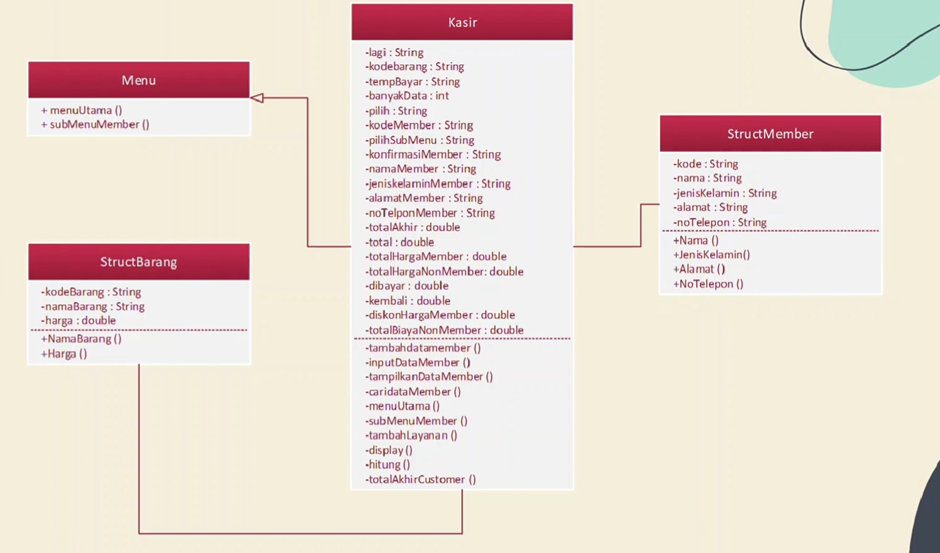 Menu
+ menuUtama ()
+ subMenuMember ()
StructBarang
-kodeBarang : String
-namaBarang : String
-harga : double
+NamaBarang ()
+Harga ()
Kasir
-lagi : String
-kodebarang : String
-tempBayar : String
-banyakData : int
-pilih : String
-kodeMember : String
-pilihSubMenu : String
-konfirmasiMember : String
-namaMember : String
-jeniskelaminMember : String
-alamatMember : String
-noTelponMember : String
-totalAkhir : double
-total : double
-totalHargaMember : double
-totalHargaNonMember: double
-dibayar : double
-kembali : double
-diskonHargaMember : double
-totalBiayaNonMember : double
-tambahdatamember ()
-inputDataMember ()
-tampilkanDataMember ()
-caridataMember ()
-menuUtama ()
-subMenuMember ()
-tambahLayanan ()
-display ()
-hitung ()
-totalAkhirCustomer ()
StructMember
-kode : String
-nama : String
-jenisKelamin : String
-alamat : String
-noTelepon : String
+Nama ()
+JenisKelamin()
+Alamat ()
+NoTelepon ()